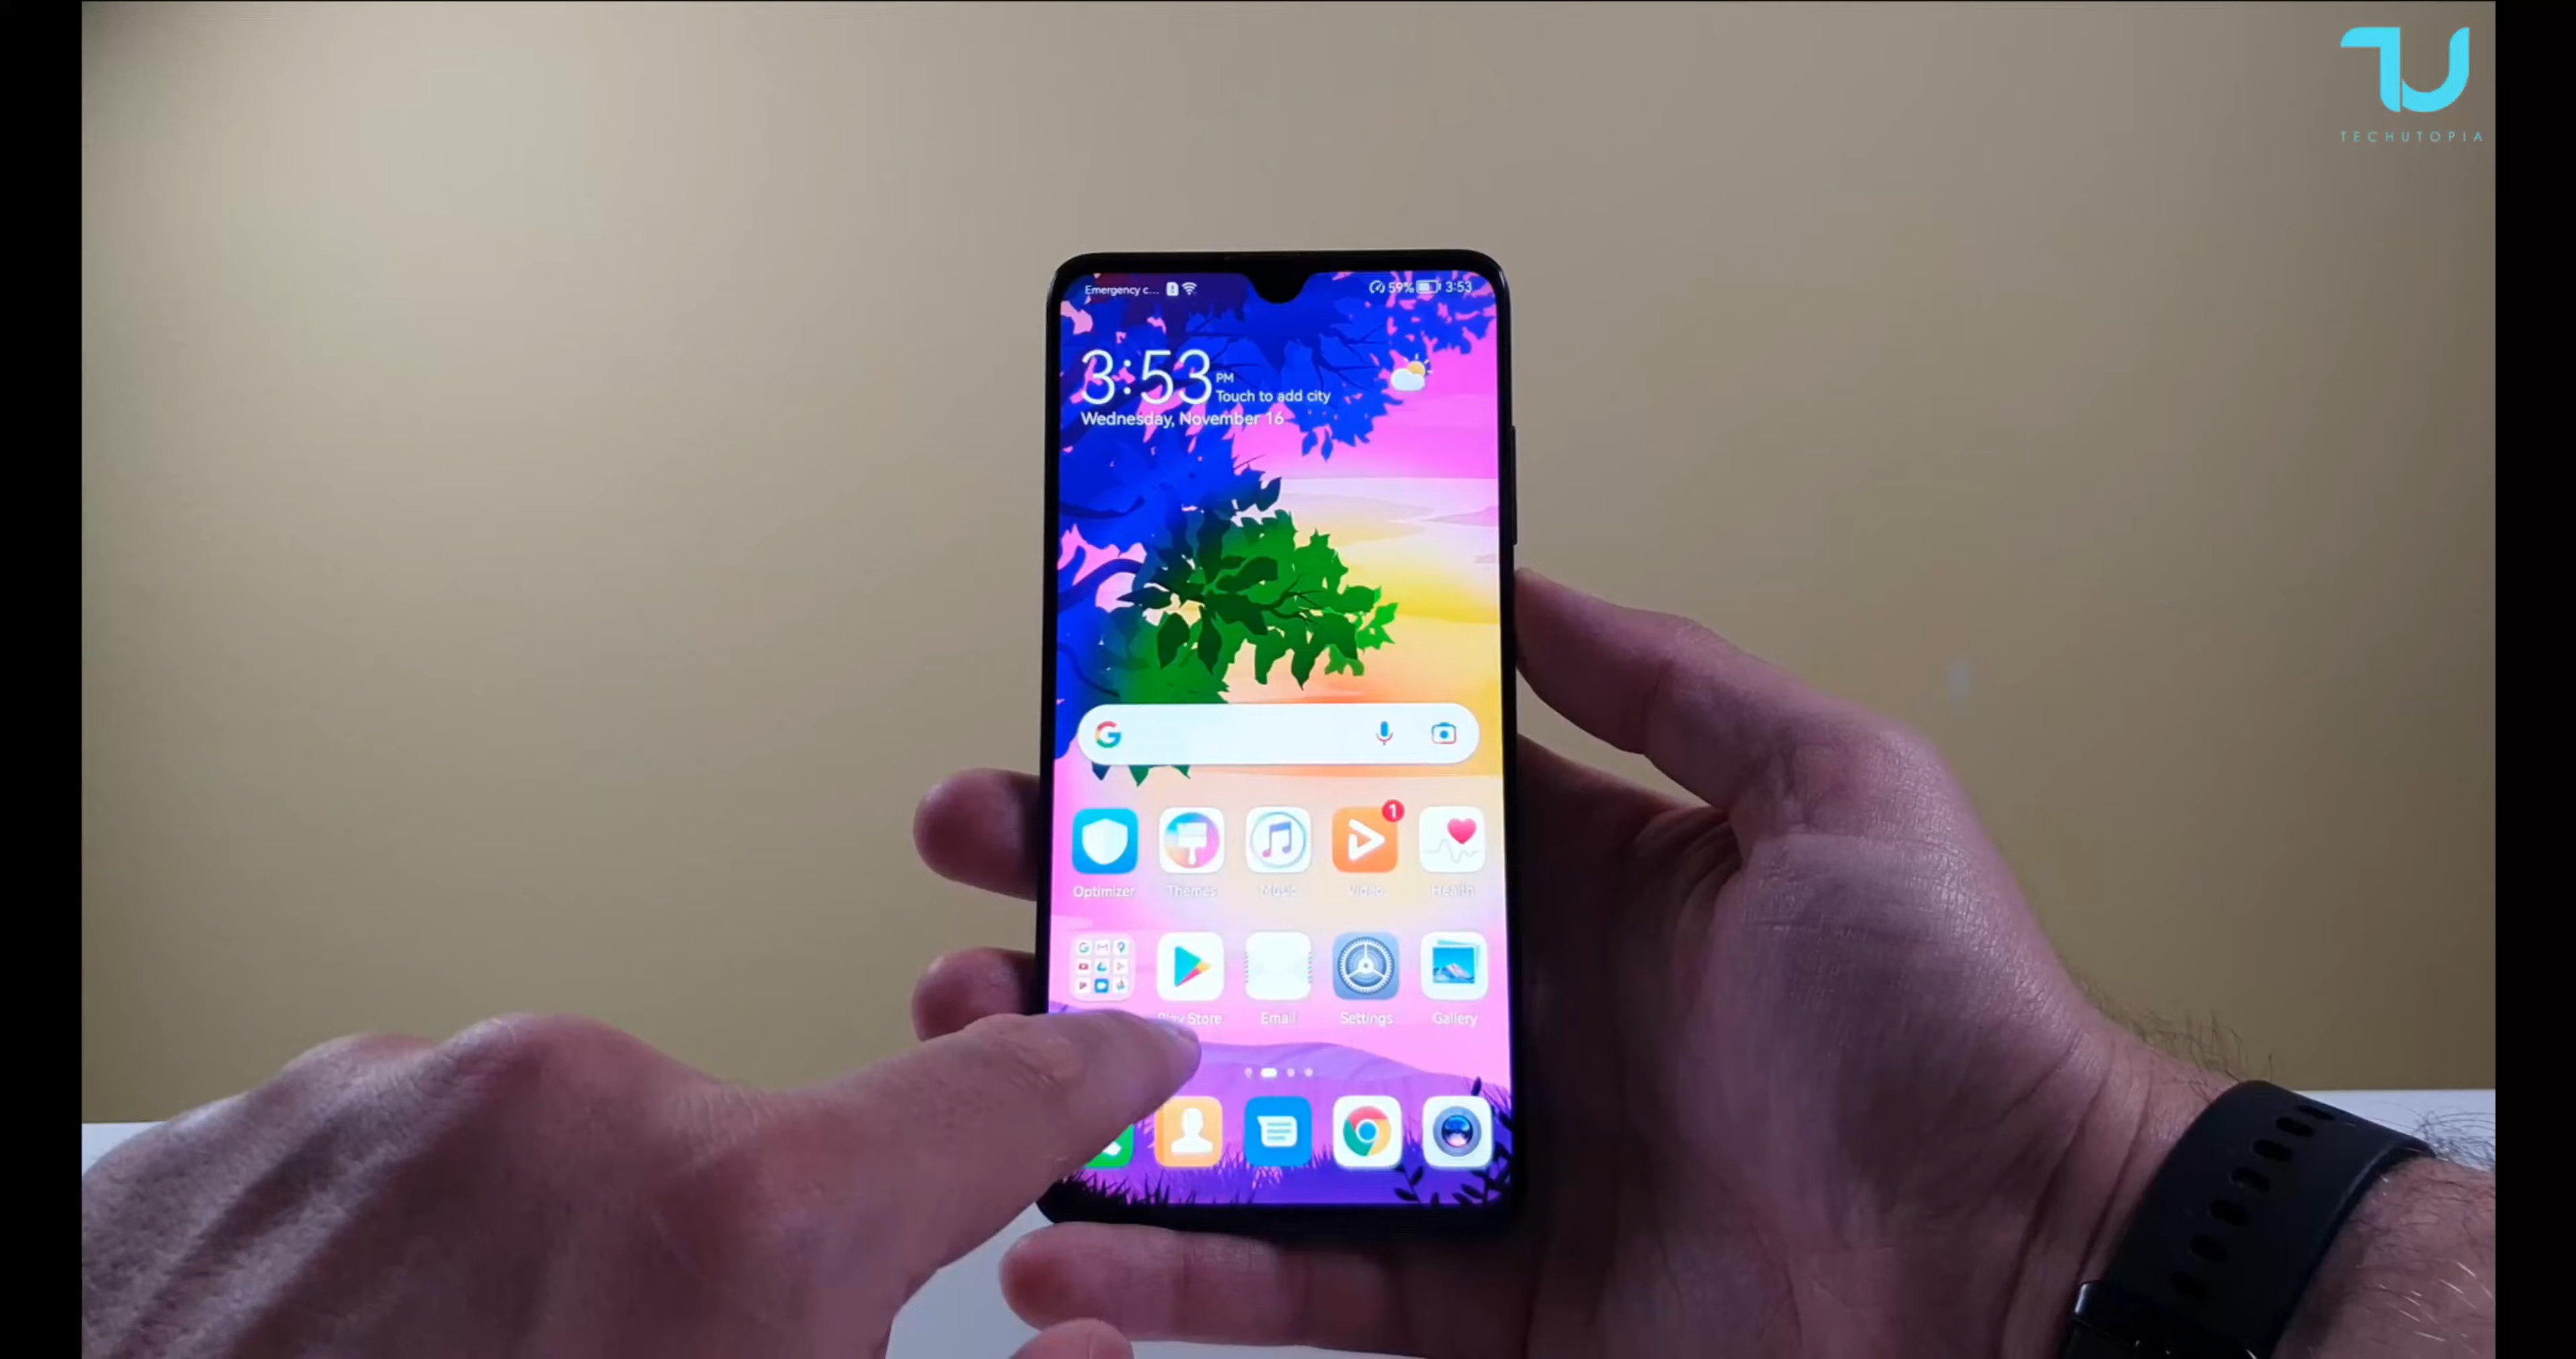 TECHUTOPIA
Emergency c... 59% 3:53
3:53 PM
Touch to add city
Wednesday, November 16
1
Optimizer Themes Music Video Health
Play Store Email Settings Gallery